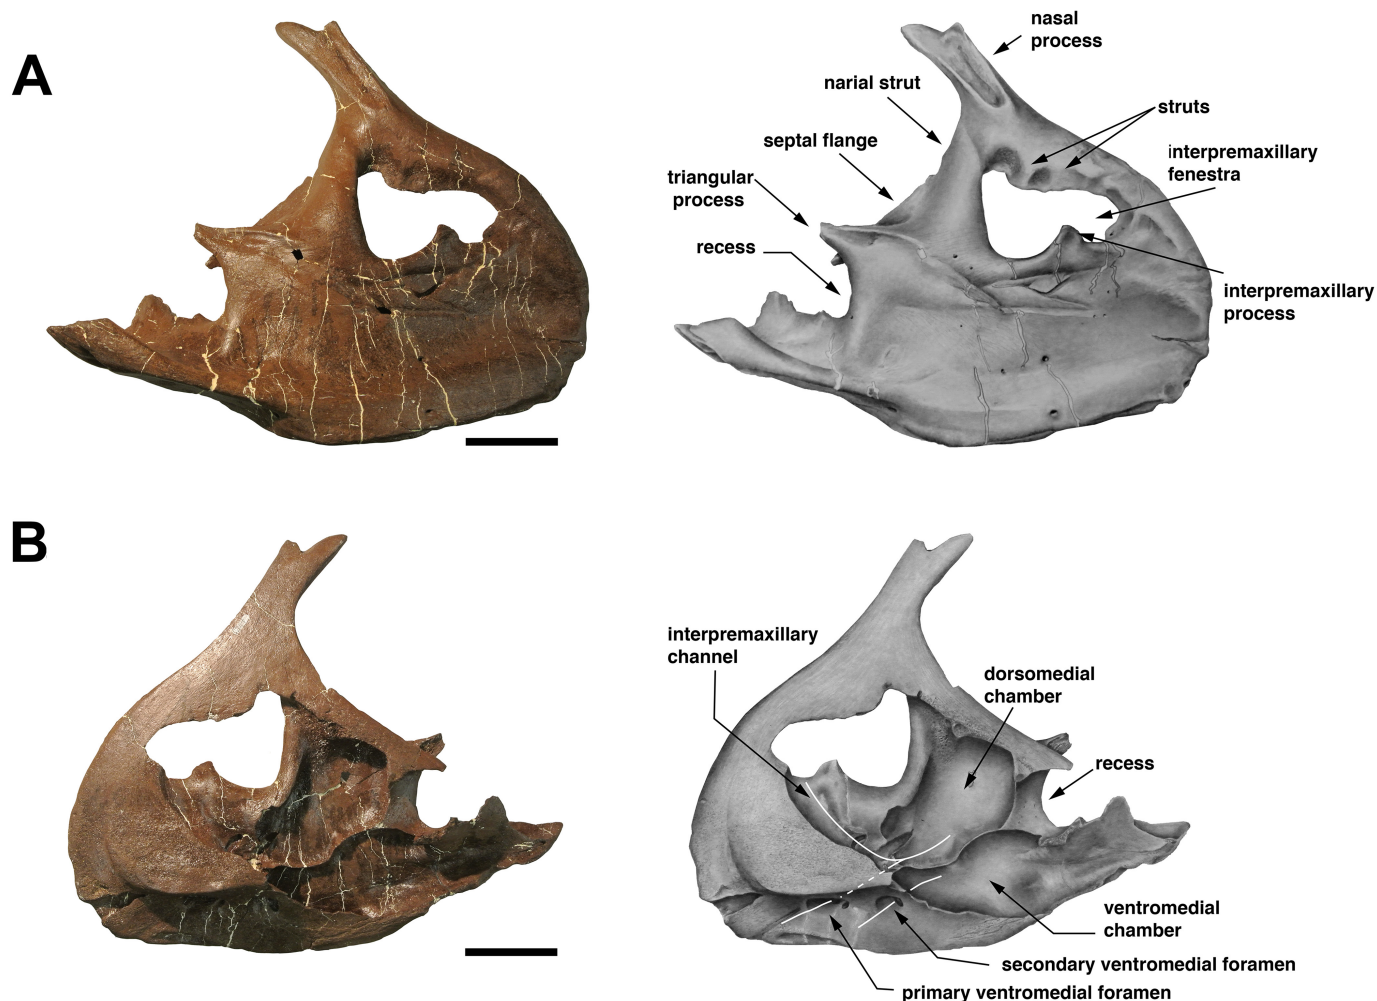 A
nasal
process
narial strut
struts
septal flange
interpremaxillary
fenestra
triangular
process
recess
interpremaxillary
process
B
interpremaxillary
channel
dorsomedial
chamber
recess
ventromedial
chamber
secondary ventromedial foramen
primary ventromedial foramen